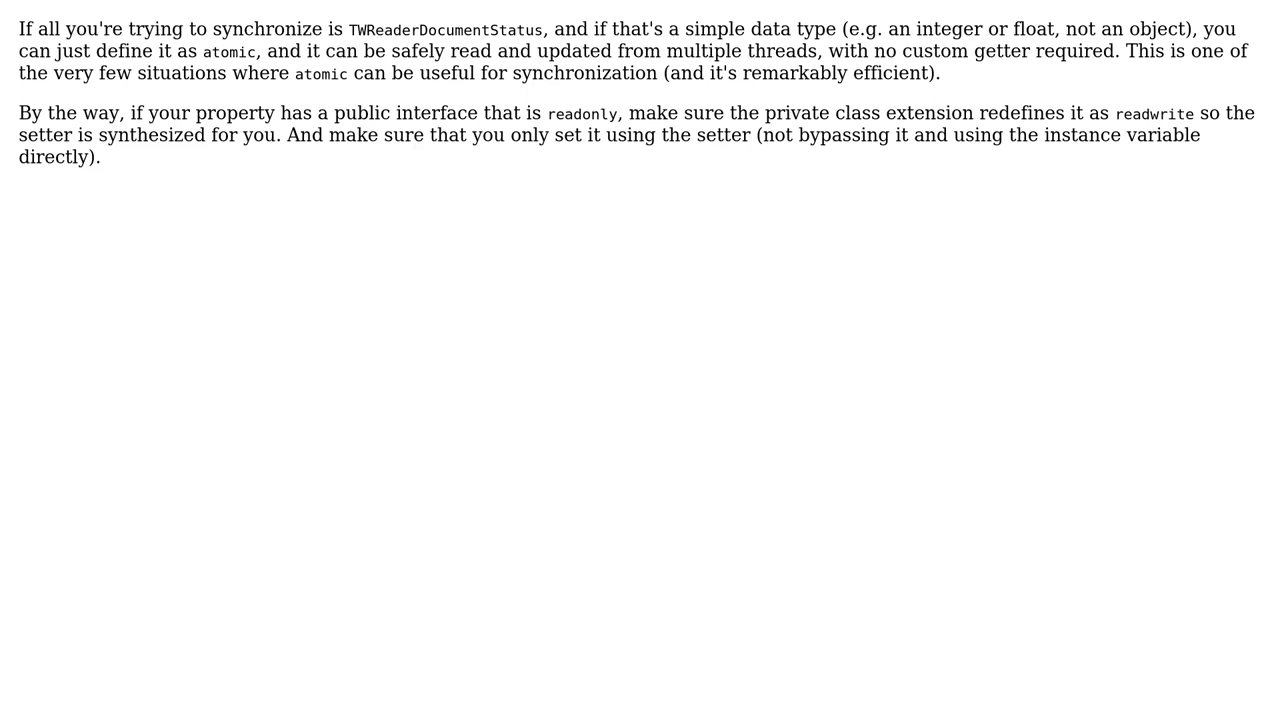 If all you're trying to synchronize is TWReaderDocumentStatus, and if that's a simple data type (e.g. an integer or float, not an object), you
can just define it as atomic, and it can be safely read and updated from multiple threads, with no custom getter required. This is one of
the very few situations where atomic can be useful for synchronization (and it's remarkably efficient).
By the way, if your property has a public interface that is readonly, make sure the private class extension redefines it as readwrite so the
setter is synthesized for you. And make sure that you only set it using the setter (not bypassing it and using the instance variable
directly).